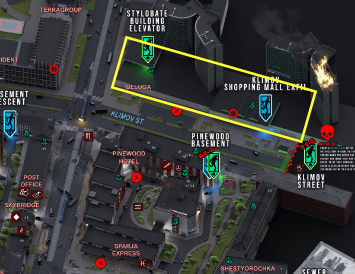 TERRAGROUP
STYLOBATE
BUILDING
ELEVATOR
IDENT
BELUGA
KLIMOV
SHOPPING MALL EXFIL
SEMENT
ESCENT
KLIMOV ST.
PINEWOOD
BASEMENT
PINEWOOD
HOTEL
KLIMOV
STREET
POST
OFFICE
SKYBRIDGE
SPARJA
EXPRESS
SHESTYOROCHKA
SEWER